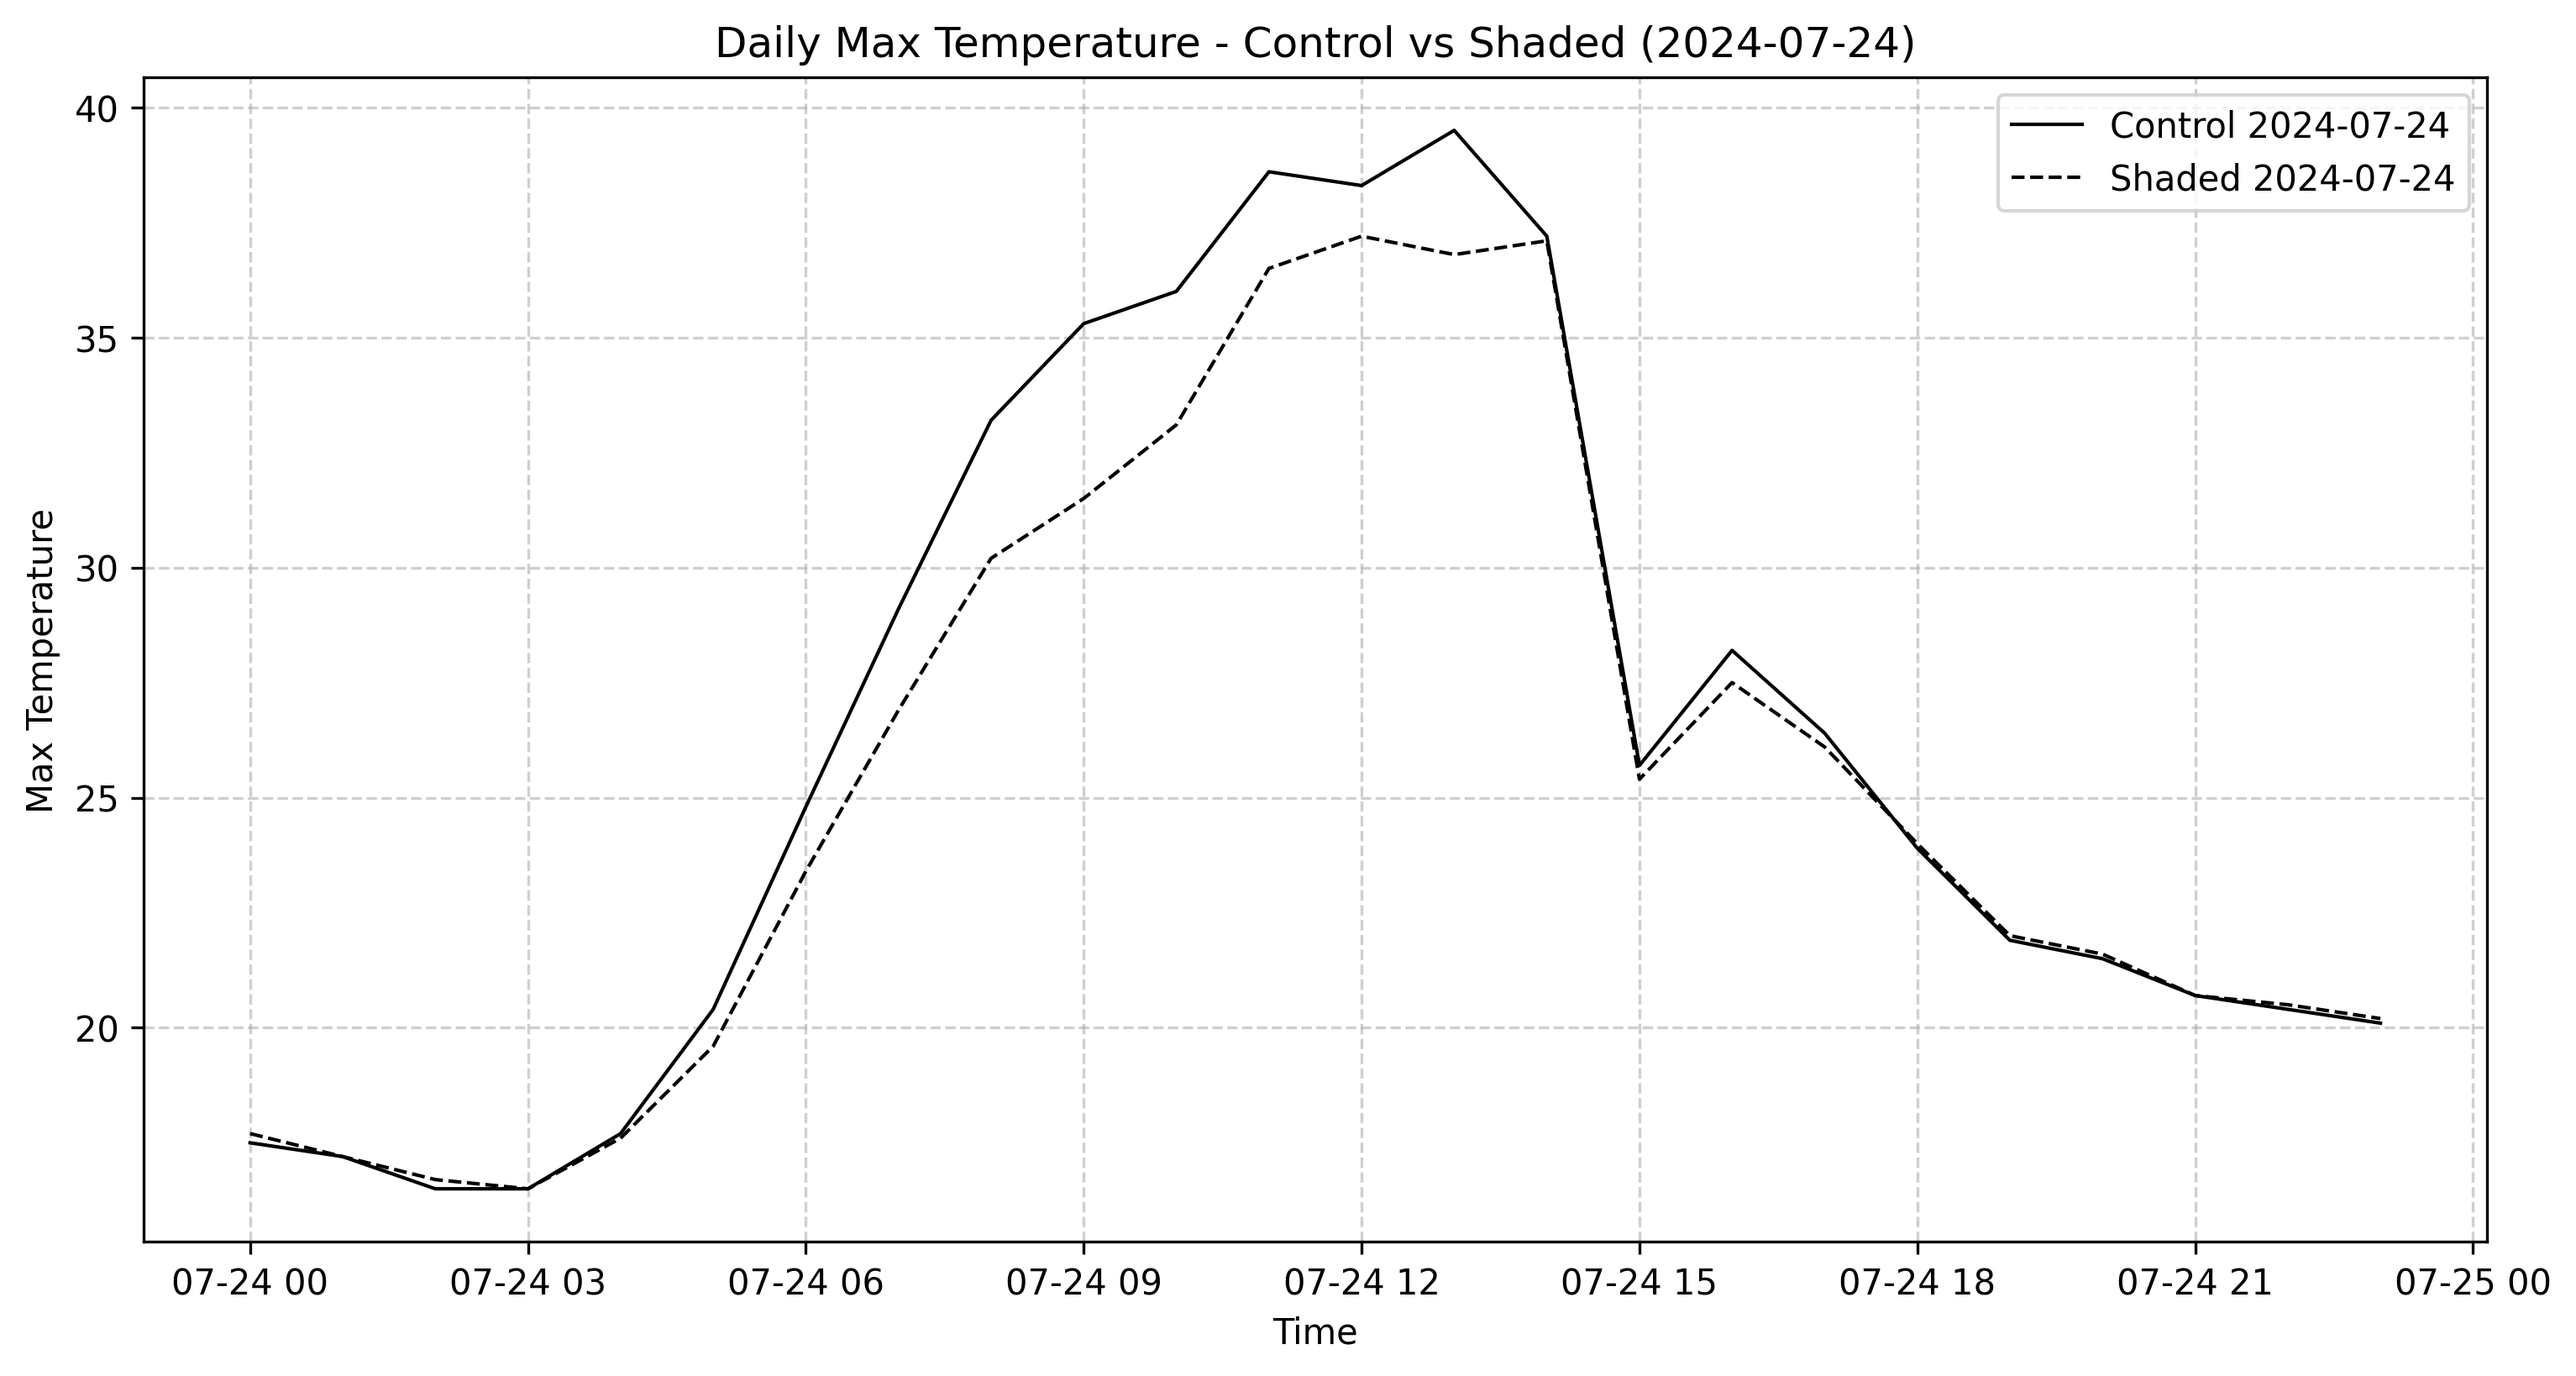 Daily Max Temperature - Control vs Shaded (2024-07-24)
Control 2024-07-24
Shaded 2024-07-24
Max Temperature
40
35
30
25
20
07-24 00
07-24 03
07-24 06
07-24 09
07-24 12
07-24 15
07-24 18
07-24 21
07-25 00
Time